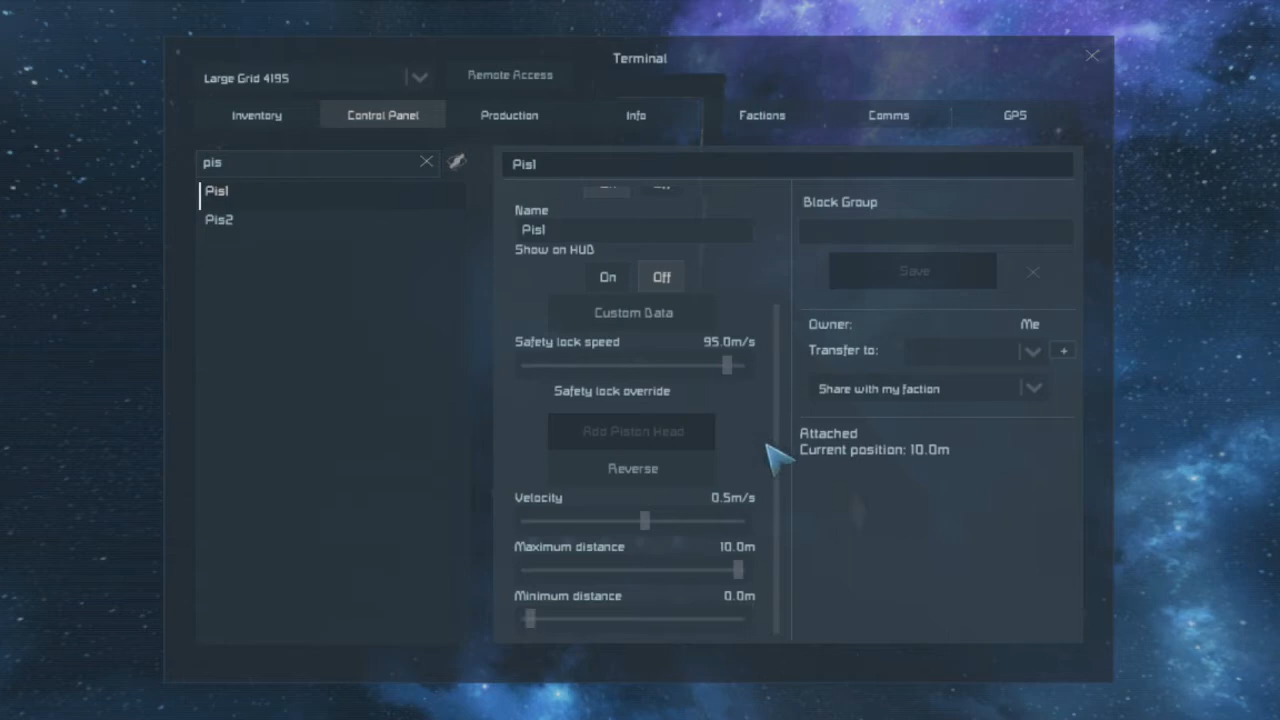 Terminal
Large Grid 4195
Remote Access
Inventory
Control Panel
Production
Info
Factions
Comms
GPS
pis
Pis1
Pis2
Pis1
Name
Pis1
Show on HUD
On Off
Custom Data
Safety lock speed 95.0m/s
Safety lock override
Add Piston Head
Reverse
Velocity 0.5m/s
Maximum distance 10.0m
Minimum distance 0.0m
Block Group
Save
Owner: Me
Transfer to:
+
Share with my faction
Attached
Current position: 10.0m